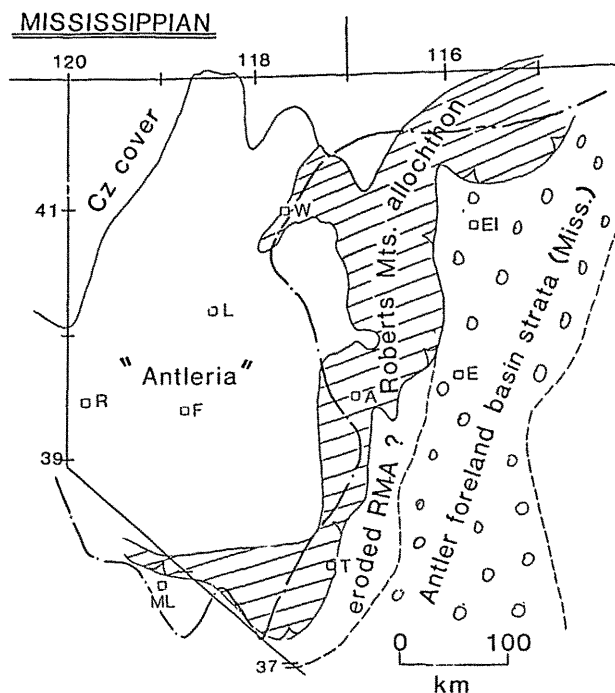 MISSISSIPPIAN
120
118
116
Cz cover
Roberts Mts. allochthon
41
W
EI
L
"Antleria"
Antler foreland basin strata (Miss.)
R
F
A
E
39
eroded RMA ?
T
ML
37
0
100
km